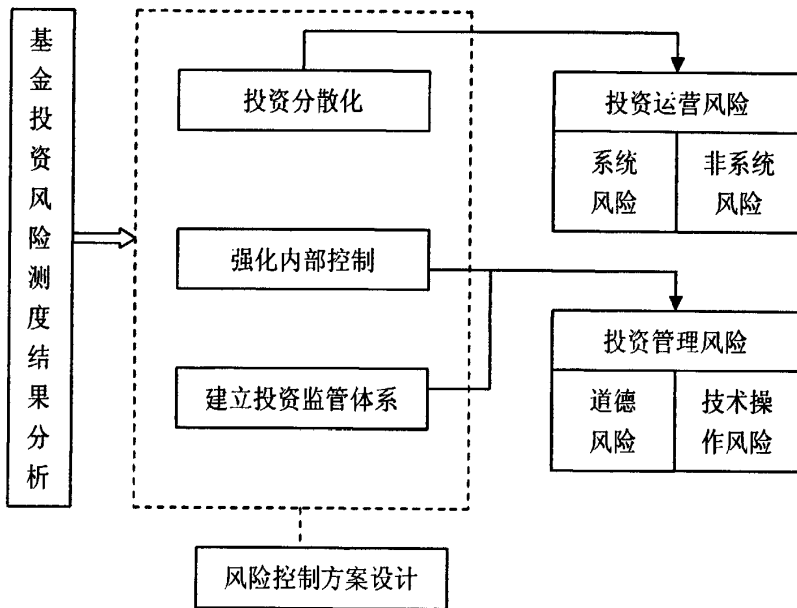 基金投资风险测度结果分析
投资分散化
强化内部控制
建立投资监管体系
风险控制方案设计
投资运营风险
系统
风险
非系统
风险
投资管理风险
道德
风险
技术操
作风险